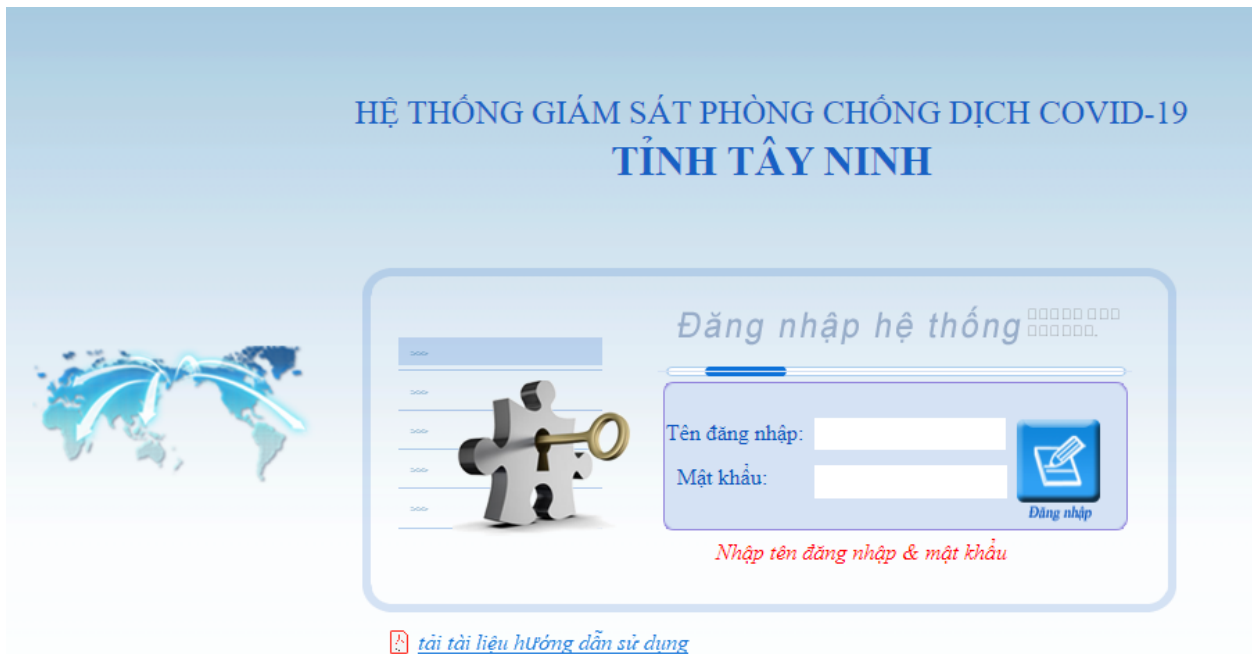 HỆ THỐNG GIÁM SÁT PHÒNG CHỐNG DỊCH COVID-19
TỈNH TÂY NINH
Đăng nhập hệ thống
>>>
>>>
>>>
>>>
>>>
Tên đăng nhập:
Mật khẩu:
Đăng nhập
Nhập tên đăng nhập & mật khẩu
tải tài liệu hướng dẫn sử dụng